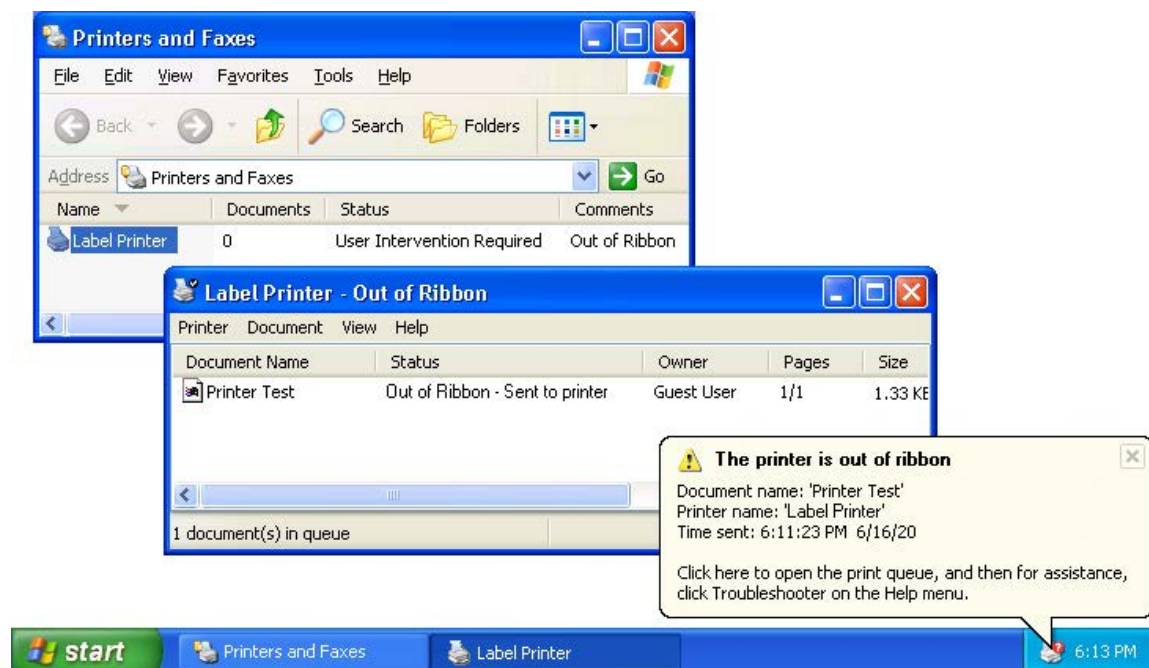 Printers and Faxes
File Edit View Favorites Tools Help
Back Search Folders
Address Printers and Faxes Go
Name Documents Status Comments
Label Printer 0 User Intervention Required Out of Ribbon
Label Printer - Out of Ribbon
Printer Document View Help
Document Name Status Owner Pages Size
Printer Test Out of Ribbon - Sent to printer Guest User 1/1 1.33 KB
1 document(s) in queue
The printer is out of ribbon
Document name: 'Printer Test'
Printer name: 'Label Printer'
Time sent: 6:11:23 PM 6/16/20
Click here to open the print queue, and then for assistance,
click Troubleshooter on the Help menu.
start Printers and Faxes Label Printer 6:13 PM